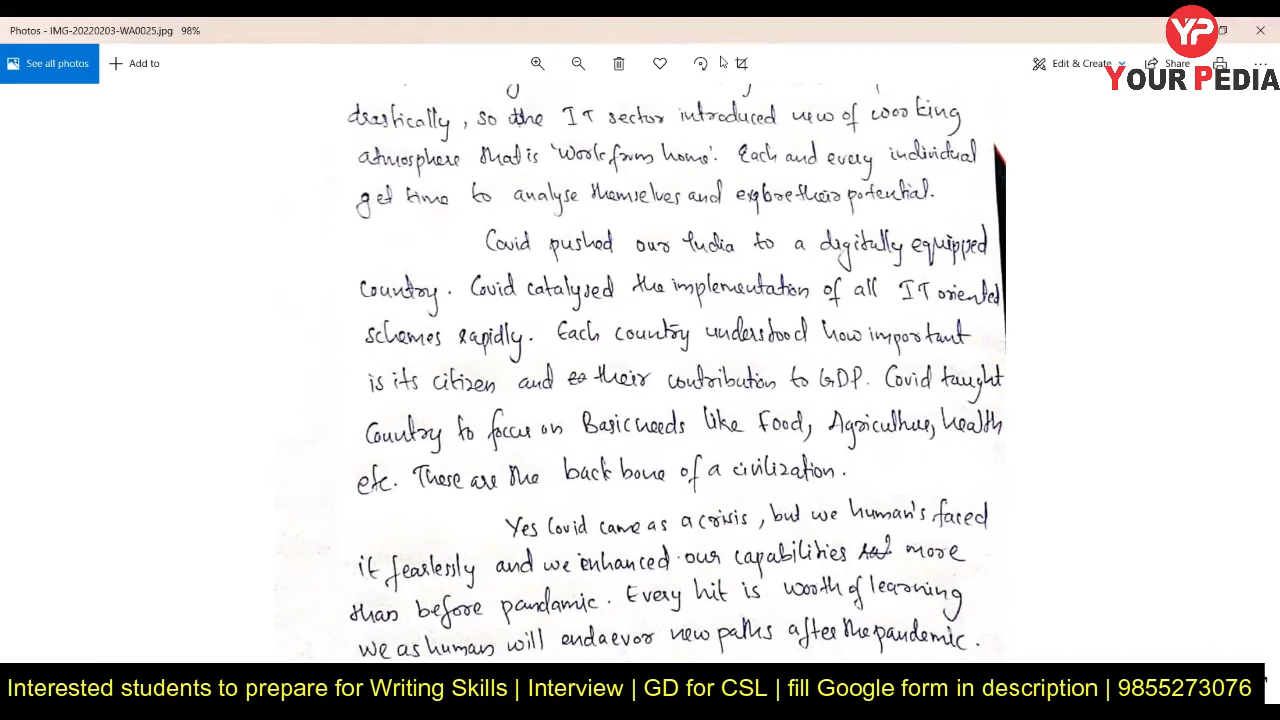 Photos - IMG-20220203-WA0025.jpg 98%
YP
See all photos
Add to
Edit & Create
Share
YOUR PEDIA
drastically, so the IT sector introduced new of working
atmosphere that is 'Work from home'. Each and every individual
get time to analyse themselves and explore their potential.
Covid pushed our India to a digitally equipped
Country. Covid catalysed the implementation of all IT oriented
schemes rapidly. Each country understood how important
is its citizen and their contribution to GDP. Covid taught
Country to focus on Basic needs like Food, Agriculture, health
etc. These are the back bone of a civilization.
Yes Covid came as a crisis, but we human's faced
it fearlessly and we enhanced our capabilities more
than before pandamic. Every hit is worth of learning
we as human will endaevor new paths after the pandemic.
Interested students to prepare for Writing Skills | Interview | GD for CSL | fill Google form in description | 9855273076